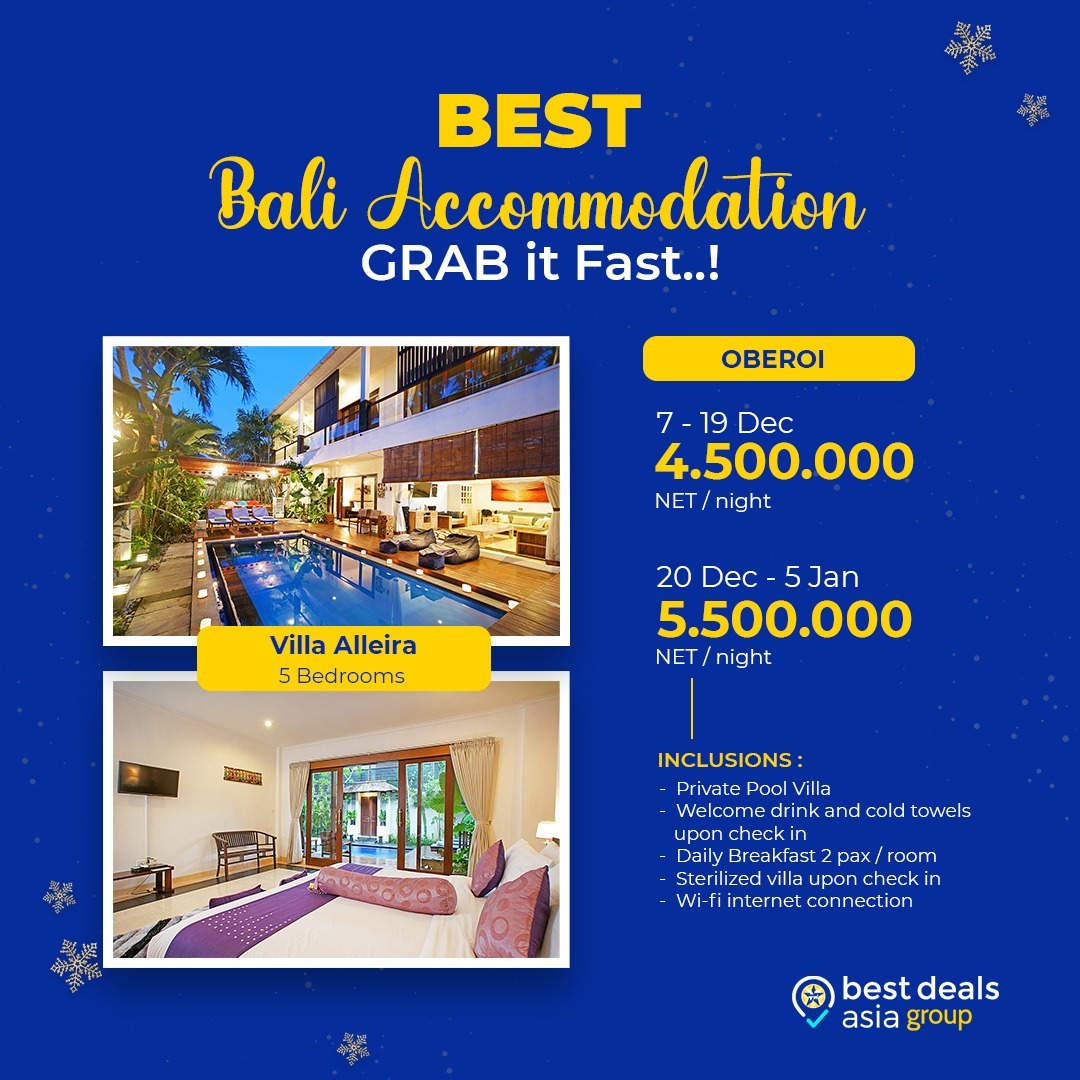 BEST
Bali Accommodation
GRAB it Fast..!
Villa Alleira
5 Bedrooms
OBEROI
7 - 19 Dec
4.500.000
NET / night
20 Dec - 5 Jan
5.500.000
NET / night
INCLUSIONS :
- Private Pool Villa
- Welcome drink and cold towels
upon check in
- Daily Breakfast 2 pax / room
- Sterilized villa upon check in
- Wi-fi internet connection
best deals
asia group